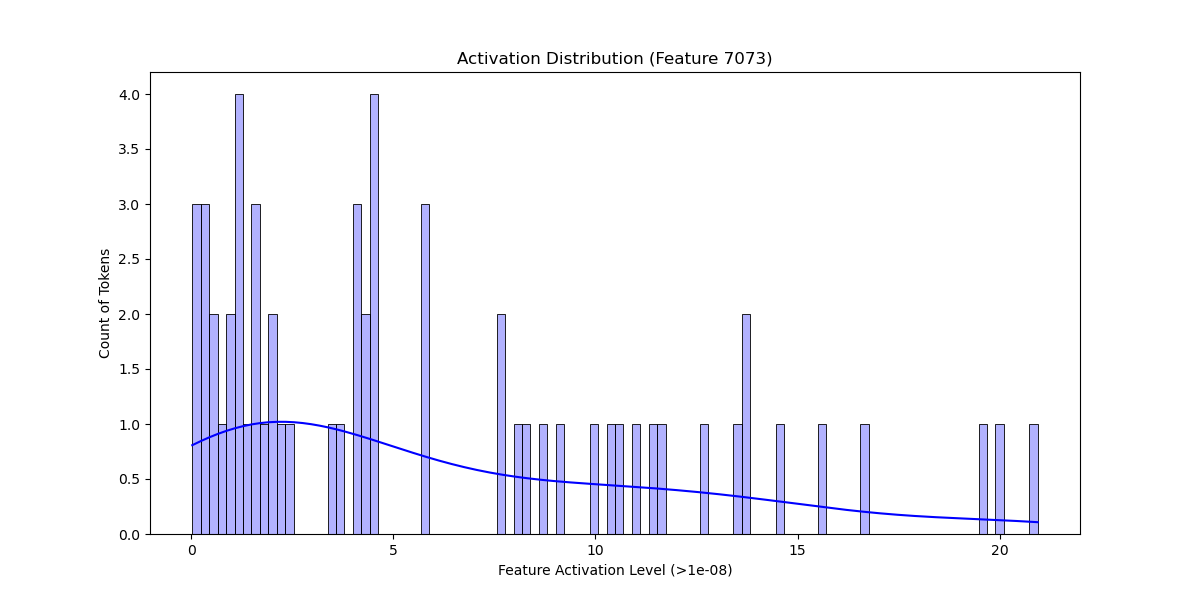 Activation Distribution (Feature 7073)
4.0
3.5
3.0
2.5
2.0
1.5
1.0
0.5
0.0
Count of Tokens
0 5 10 15 20
Feature Activation Level (>1e-08)